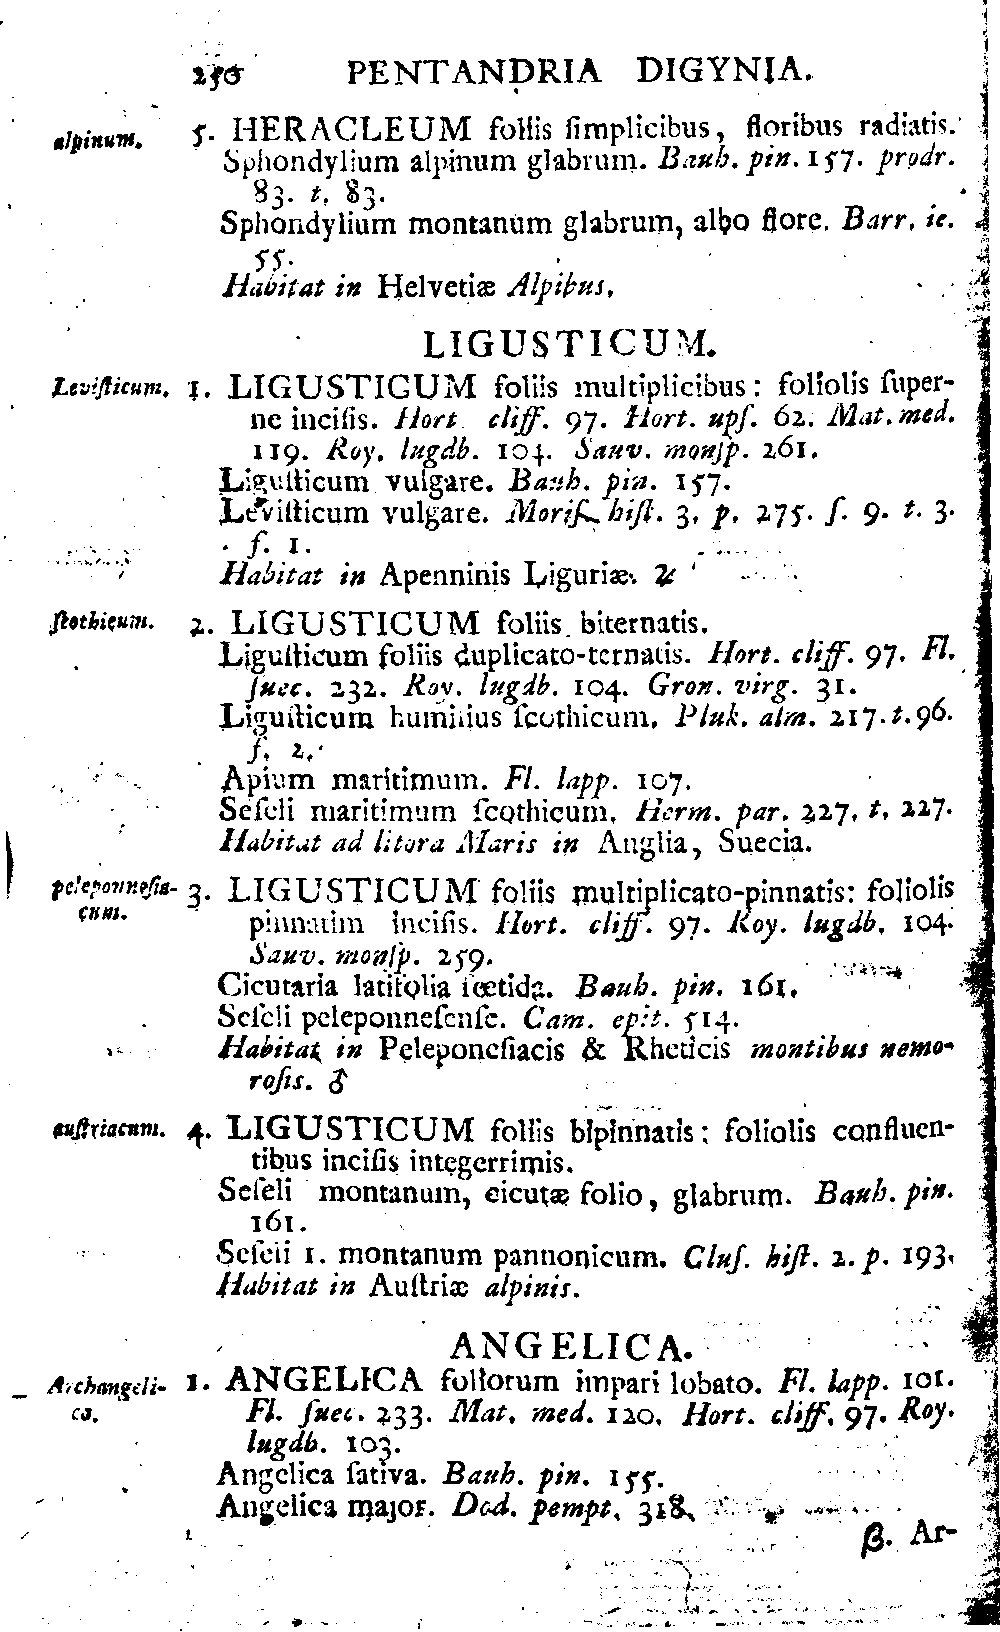 250 PENTANDRIA DIGYNIA.
alpinum. 5. HERACLEUM foliis ſimplicibus, floribus radiatis.
Sphondylium alpinum glabrum. Bauh. pin. 157. prodr.
83. t. 83.
Sphondylium montanum glabrum, albo flore. Barr. ic.
55.
Habitat in Helvetiæ Alpibus.
LIGUSTICUM.
Leviſticum. 1. LIGUSTICUM foliis multiplicibus: foliolis ſuper-
ne inciſis. Hort. cliff. 97. Hort. upſ. 62. Mat. med.
119. Roy. lugdb. 104. Sauv. monſp. 261.
Liguſticum vulgare. Bauh. pin. 157.
Leviſticum vulgare. Moriſ. hiſt. 3. p. 275. ſ. 9. t. 3.
f. 1.
Habitat in Apenninis Liguriæ. ♃
ſcothicum. 2. LIGUSTICUM foliis biternatis.
Liguſticum foliis duplicato-ternatis. Hort. cliff. 97. Fl.
ſuec. 232. Roy. lugdb. 104. Gron. virg. 31.
Liguſticum humilius ſcothicum. Pluk. alm. 217. t. 96.
f. 2.
Apium maritimum. Fl. lapp. 107.
Seſeli maritimum ſcothicum. Herm. par. 227. t. 227.
Habitat ad litora Maris in Anglia, Suecia.
peleponneſia- 3. LIGUSTICUM foliis multiplicato-pinnatis: foliolis
cum. pinnatim inciſis. Hort. cliff. 97. Roy. lugdb. 104.
Sauv. monſp. 259.
Cicutaria latifolia fœtida. Bauh. pin. 161.
Seſeli peleponneſenſe. Cam. epit. 514.
Habitat in Peleponeſiacis & Rheticis montibus nemo-
roſis. ♂
auſtriacum. 4. LIGUSTICUM foliis bipinnatis: foliolis confluen-
tibus inciſis integerrimis.
Seſeli montanum, cicutæ folio, glabrum. Bauh. pin.
161.
Seſeli 1. montanum pannonicum. Cluſ. hiſt. 2. p. 193.
Habitat in Auſtriæ alpinis.
ANGELICA.
Archangeli- 1. ANGELICA foliorum impari lobato. Fl. lapp. 101.
ca. Fl. ſuec. 233. Mat. med. 120. Hort. cliff. 97. Roy.
lugdb. 103.
Angelica ſativa. Bauh. pin. 155.
Angelica major. Dod. pempt. 318.
β. Ar-